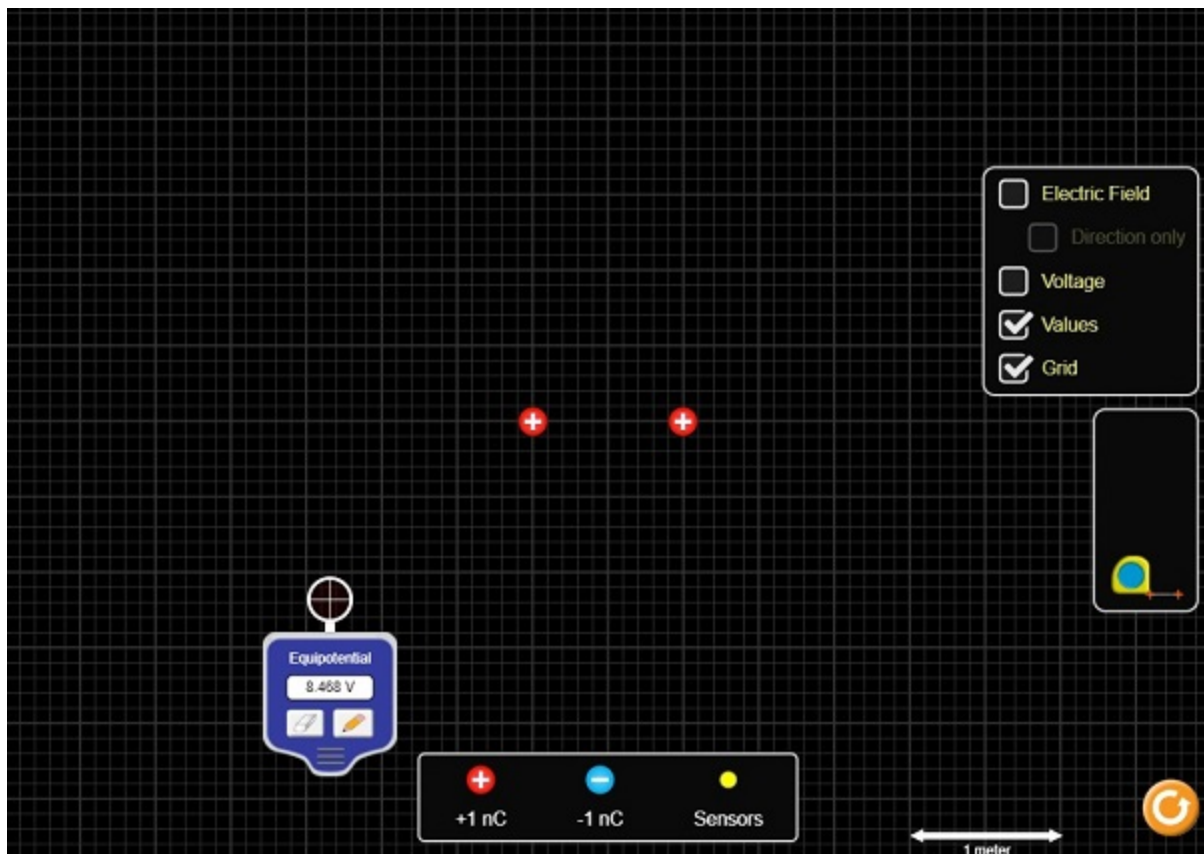 Electric Field
Direction only
Voltage
Values
Grid
Equipotential
8.468 V
+1 nC
-1 nC
Sensors
1 meter